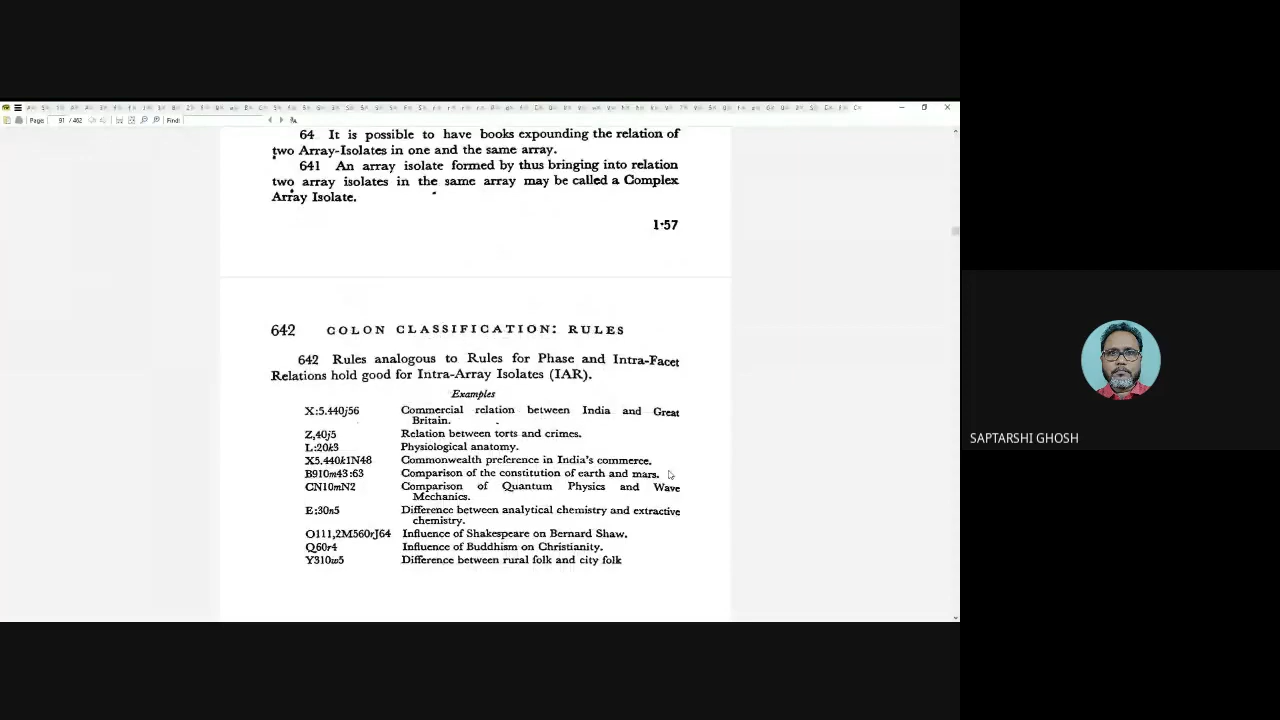 Page: 91 / 462 Find:
64 It is possible to have books expounding the relation of
two Array-Isolates in one and the same array.
641 An array isolate formed by thus bringing into relation
two array isolates in the same array may be called a Complex
Array Isolate.
1·57
642 COLON CLASSIFICATION: RULES
642 Rules analogous to Rules for Phase and Intra-Facet
Relations hold good for Intra-Array Isolates (IAR).
Examples
X:5.440j56 Commercial relation between India and Great
Britain.
Z,40j5 Relation between torts and crimes.
L:20k3 Physiological anatomy.
X5.440k1N48 Commonwealth preference in India's commerce.
B910m43:63 Comparison of the constitution of earth and mars.
CN10mN2 Comparison of Quantum Physics and Wave
Mechanics.
E:30n5 Difference between analytical chemistry and extractive
chemistry.
O111,2M560rJ64 Influence of Shakespeare on Bernard Shaw.
Q60r4 Influence of Buddhism on Christianity.
Y310w5 Difference between rural folk and city folk
SAPTARSHI GHOSH